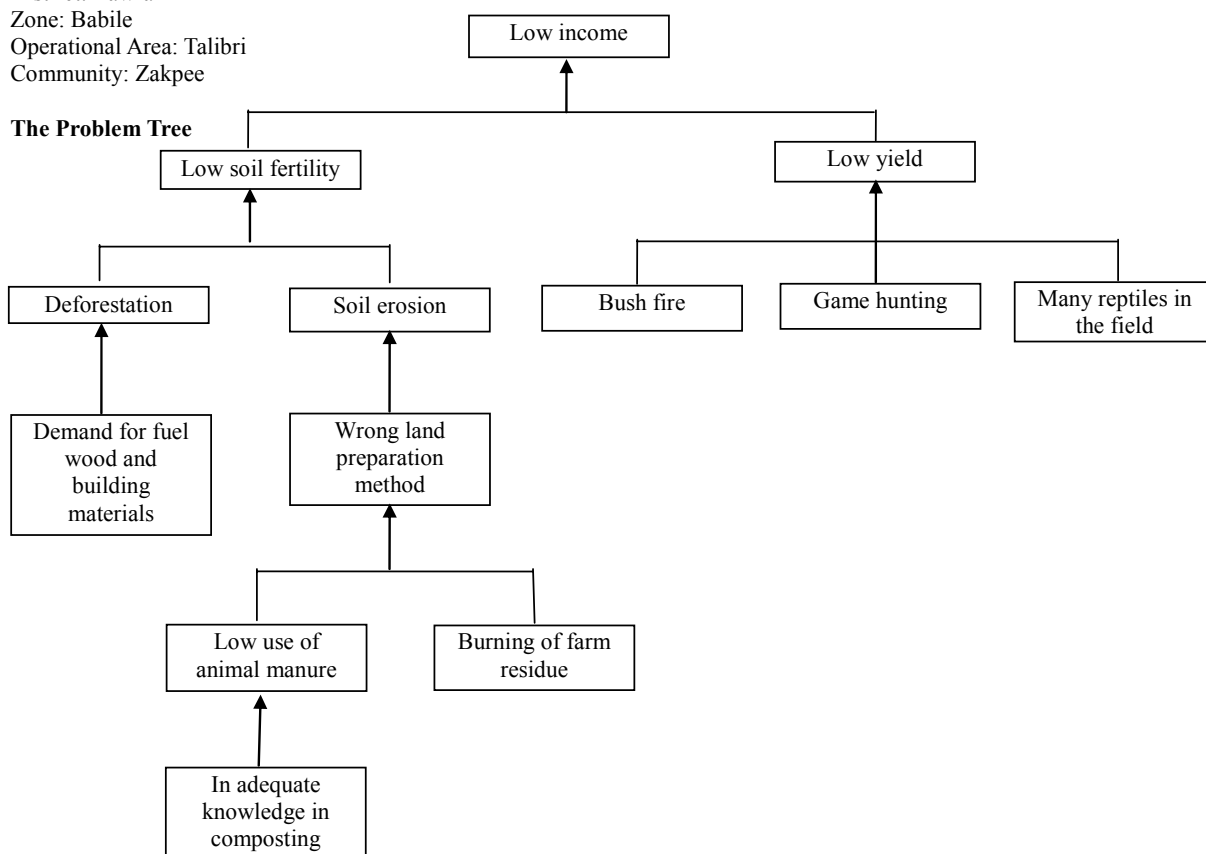 Zone: Babile
Operational Area: Talibri
Community: Zakpee
The Problem Tree
Low income
Low soil fertility
Low yield
Deforestation
Soil erosion
Bush fire
Game hunting
Many reptiles in
the field
Demand for fuel
wood and
building
materials
Wrong land
preparation
method
Low use of
animal manure
Burning of farm
residue
In adequate
knowledge in
composting